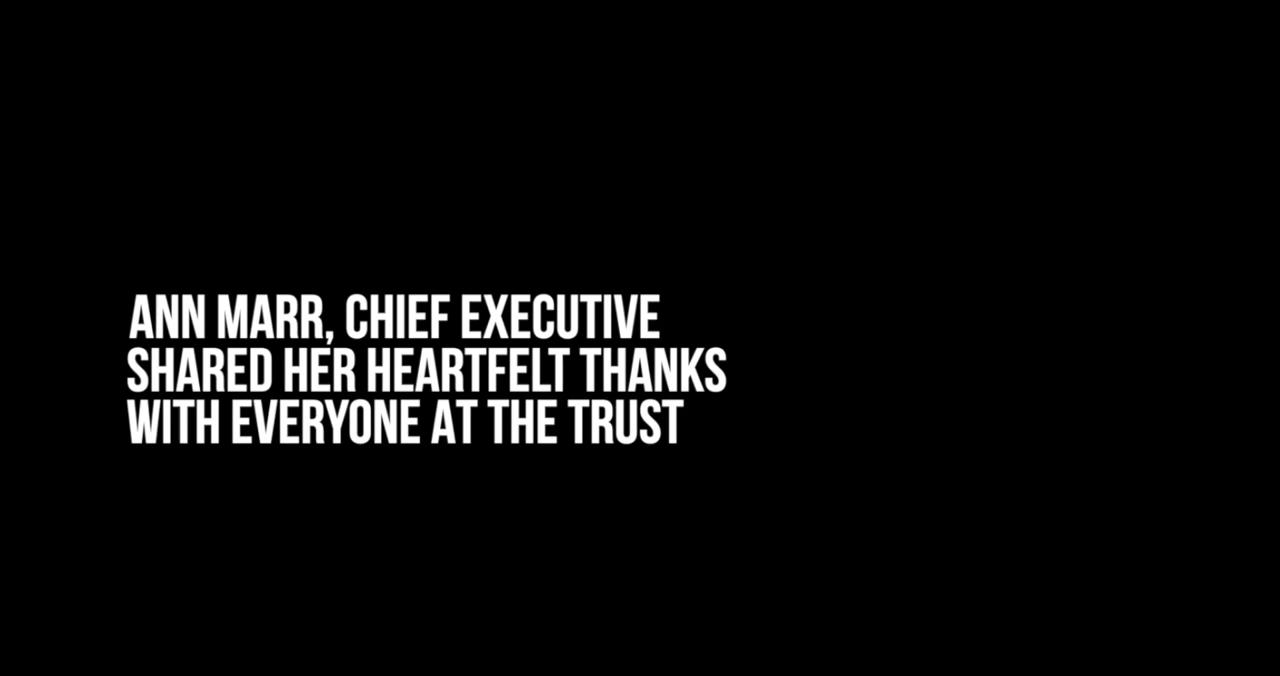 ANN MARR, CHIEF EXECUTIVE
SHARED HER HEARTFELT THANKS
WITH EVERYONE AT THE TRUST